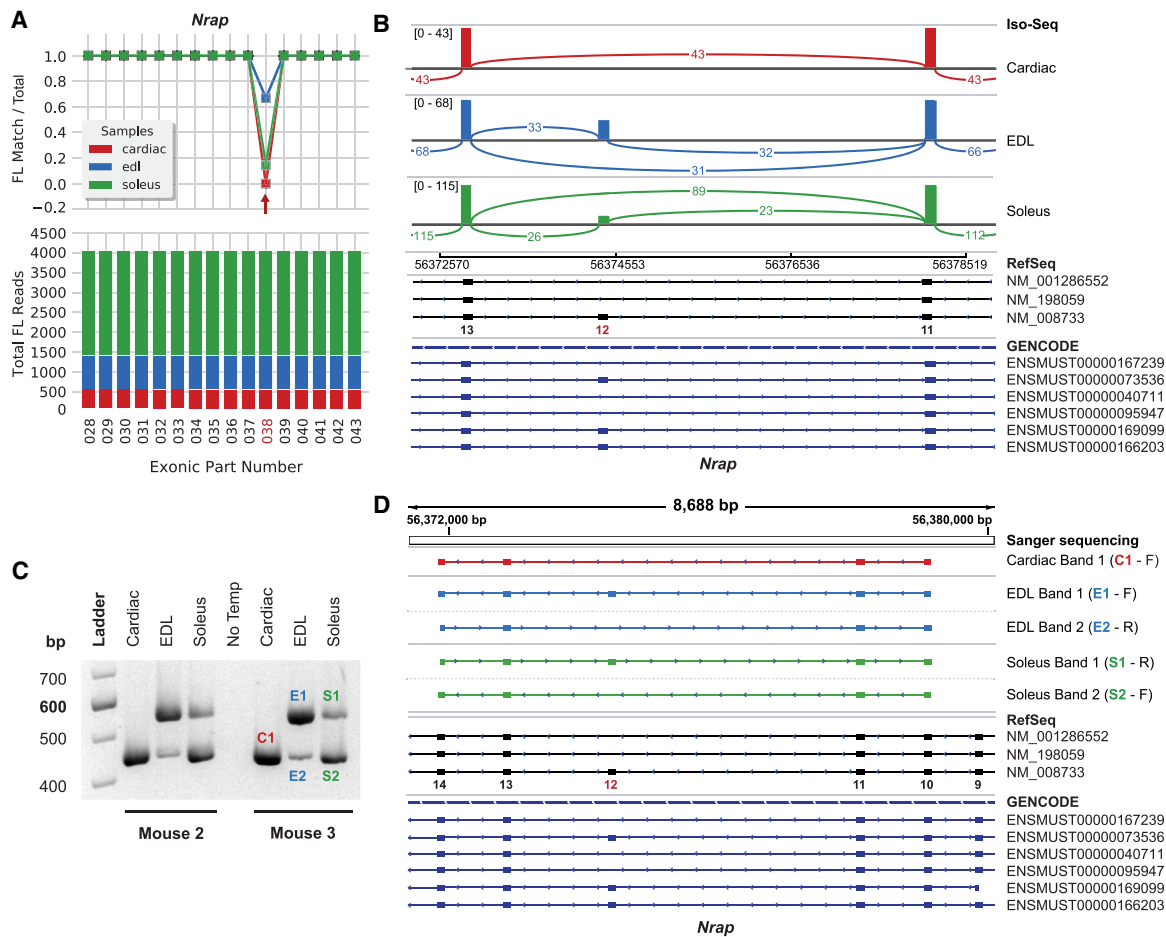 A
Nrap
FL Match / Total
1.0
0.8
0.6
0.4
0.2
0.0
−0.2
Samples
cardiac
edl
soleus
Total FL Reads
4500
4000
3500
3000
2500
2000
1500
1000
500
0
028 029 030 031 032 033 034 035 036 037 038 039 040 041 042 043
Exonic Part Number
B
Iso-Seq
[0 - 43]
43
43
43
Cardiac
[0 - 68]
33
68
32
66
31
EDL
[0 - 115]
89
23
115
26
112
Soleus
56372570 56374553 56376536 56378519
RefSeq
NM_001286552
NM_198059
NM_008733
13 12 11
GENCODE
ENSMUST00000167239
ENSMUST00000073536
ENSMUST00000040711
ENSMUST00000095947
ENSMUST00000169099
ENSMUST00000166203
Nrap
C
bp
Ladder Cardiac EDL Soleus No Temp Cardiac EDL Soleus
700
600
500
400
E1 S1
C1
E2 S2
Mouse 2 Mouse 3
D
8,688 bp
56,372,000 bp 56,380,000 bp
Sanger sequencing
Cardiac Band 1 (C1 - F)
EDL Band 1 (E1 - F)
EDL Band 2 (E2 - R)
Soleus Band 1 (S1 - R)
Soleus Band 2 (S2 - F)
RefSeq
NM_001286552
NM_198059
NM_008733
14 13 12 11 10 9
GENCODE
ENSMUST00000167239
ENSMUST00000073536
ENSMUST00000040711
ENSMUST00000095947
ENSMUST00000169099
ENSMUST00000166203
Nrap